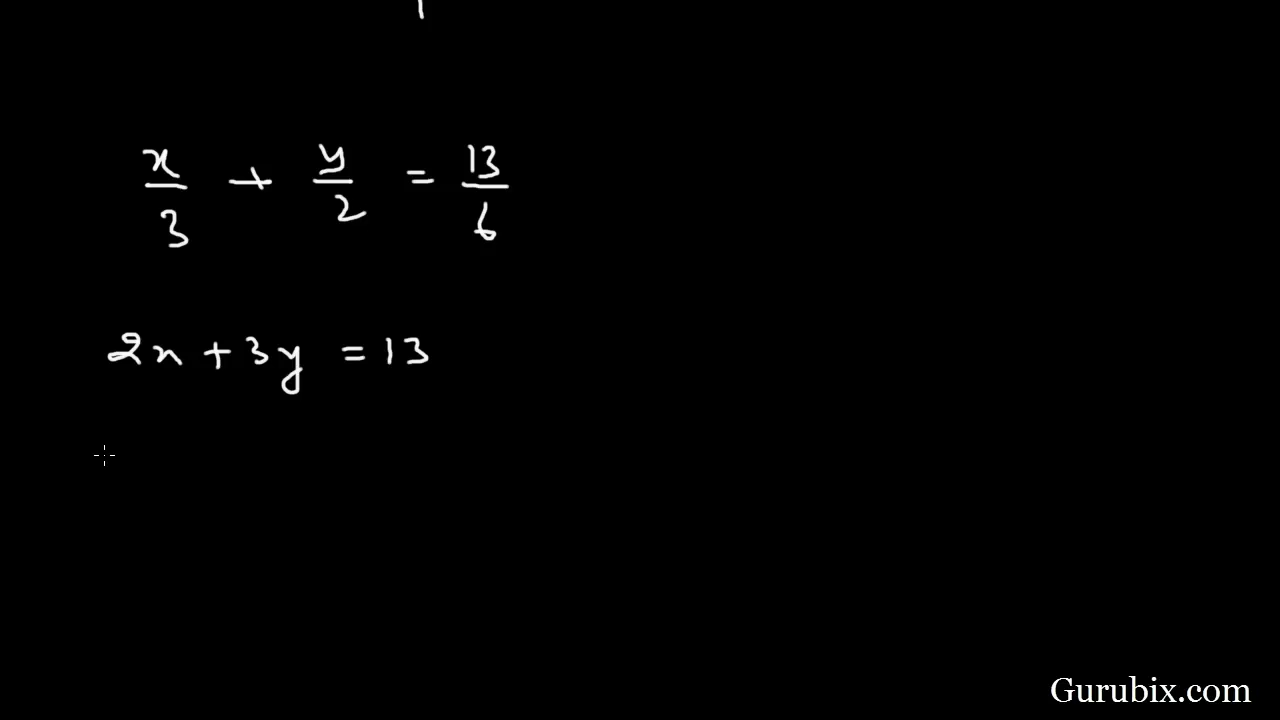 x/3 + y/2 = 13/6
2x + 3y = 13
Gurubix.com